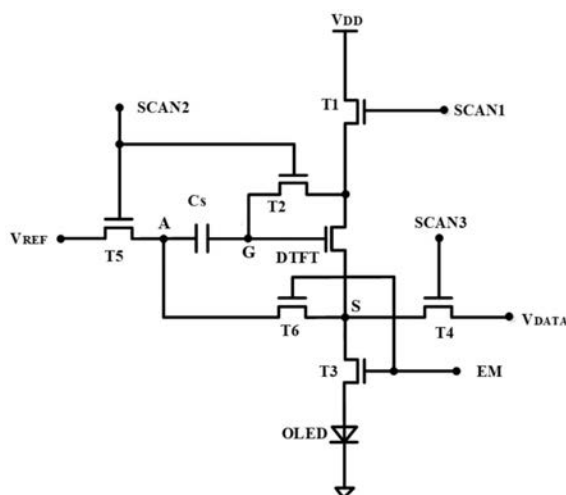 VDD
SCAN2
T1
SCAN1
Cs
T2
A
SCAN3
VREF
G
DTFT
T5
S
T6
T4
VDATA
T3
EM
OLED